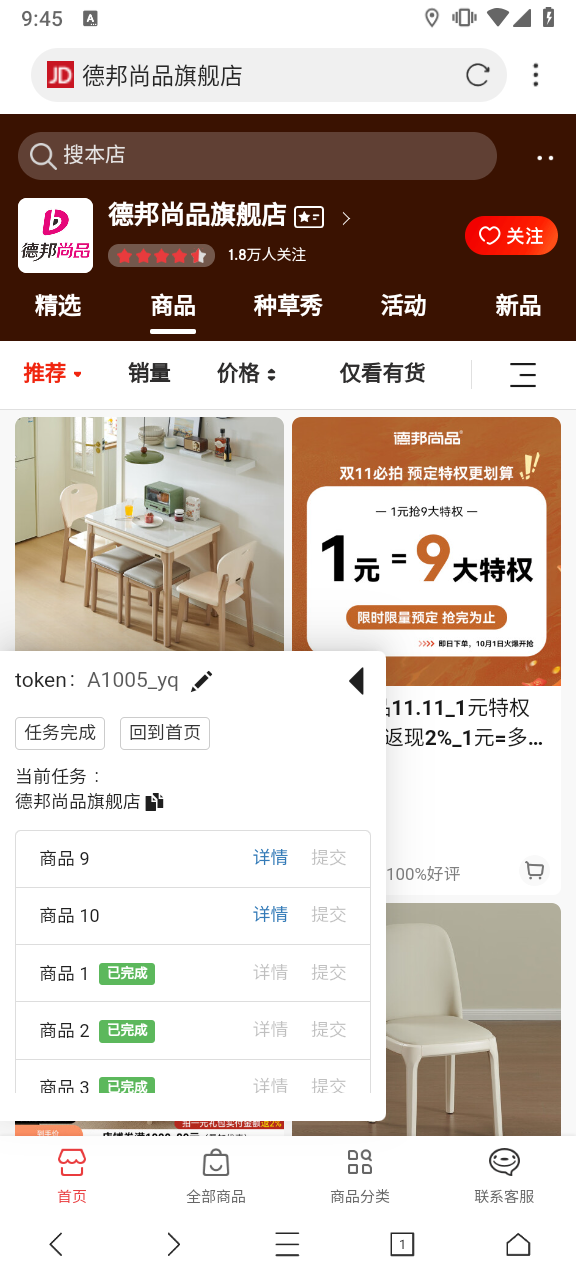 9:45
A
JD 德邦尚品旗舰店
搜本店
德邦尚品
德邦尚品旗舰店
1.8万人关注
关注
精选 商品 种草秀 活动 新品
推荐 销量 价格 仅看有货
德邦尚品
双11必拍 预定特权更划算
1元抢9大特权
1元=9大特权
限时限量预定 抢完为止
>>>> 即日下单,10月1日火爆开抢
11.11_1元特权
返现2%_1元=多...
100%好评
token: A1005_yq
任务完成 回到首页
当前任务:
德邦尚品旗舰店
商品 9 详情 提交
商品 10 详情 提交
商品 1 已完成 详情 提交
商品 2 已完成 详情 提交
商品 3 已完成 详情 提交
首页 全部商品 商品分类 联系客服
1